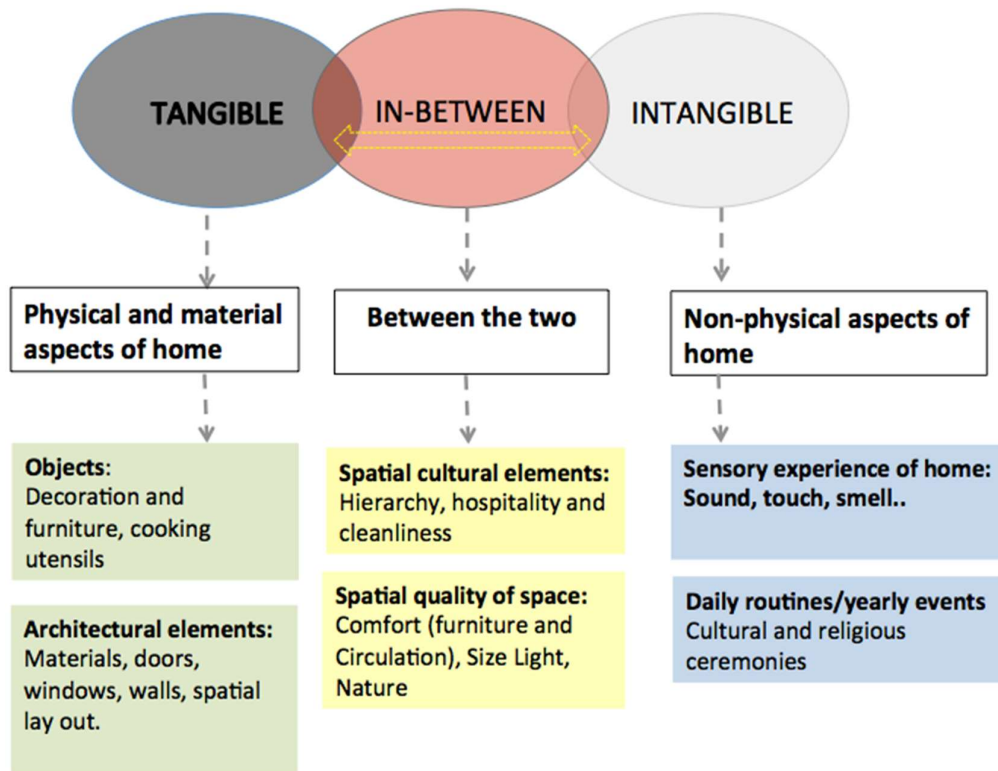 TANGIBLE
IN-BETWEEN
INTANGIBLE
Physical and material
aspects of home
Between the two
Non-physical aspects of
home
Objects:
Decoration and
furniture, cooking
utensils
Architectural elements:
Materials, doors,
windows, walls, spatial
lay out.
Spatial cultural elements:
Hierarchy, hospitality and
cleanliness
Spatial quality of space:
Comfort (furniture and
Circulation), Size Light,
Nature
Sensory experience of home:
Sound, touch, smell..
Daily routines/yearly events
Cultural and religious
ceremonies